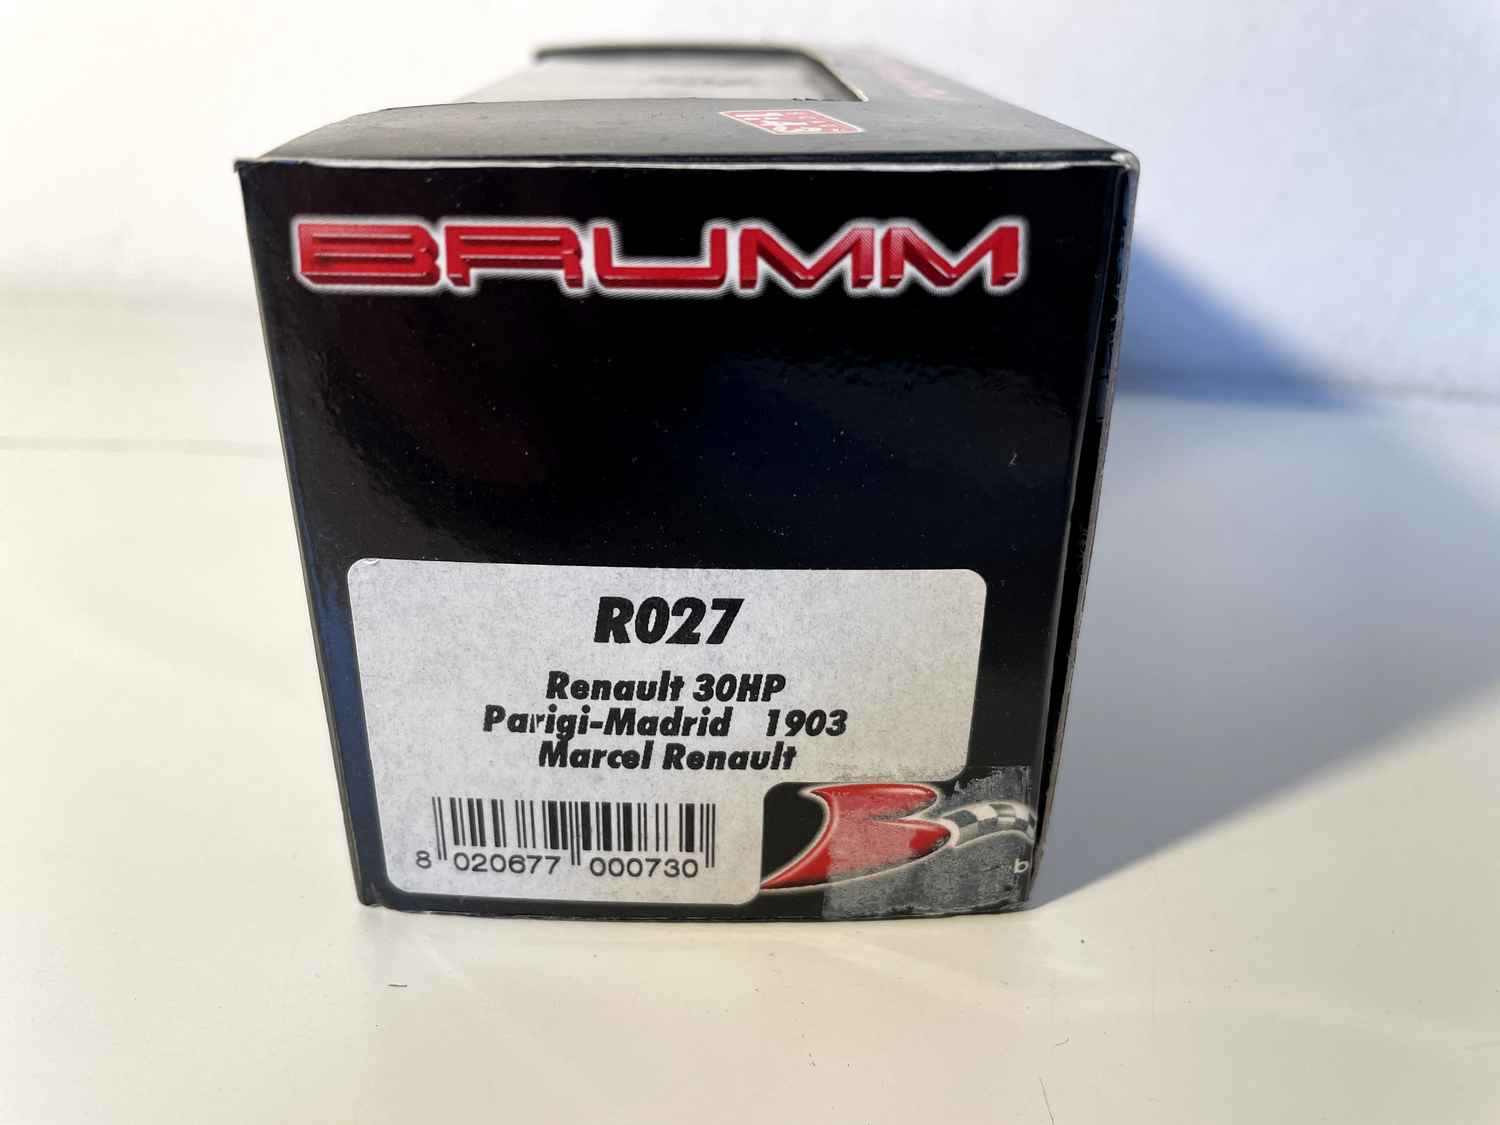 BRUMM
R027
Renault 30HP
Parigi-Madrid 1903
Marcel Renault
8 020677 000730
b